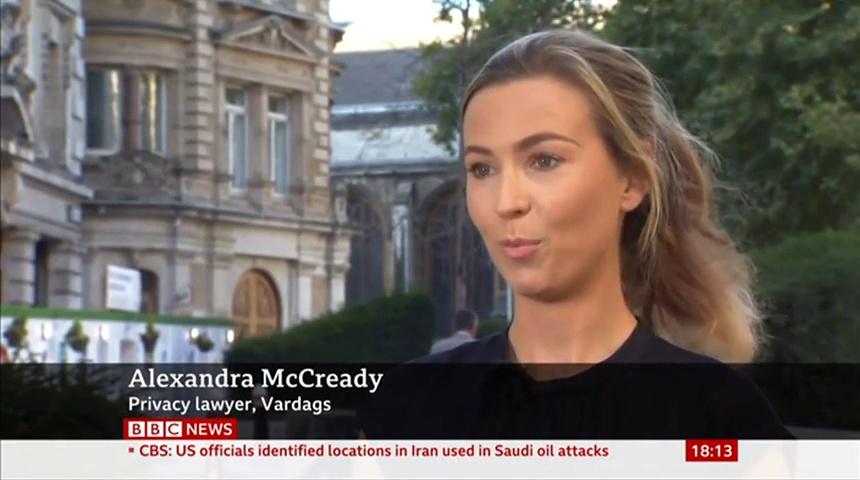 Alexandra McCready
Privacy lawyer, Vardags
BBC NEWS
CBS: US officials identified locations in Iran used in Saudi oil attacks 18:13